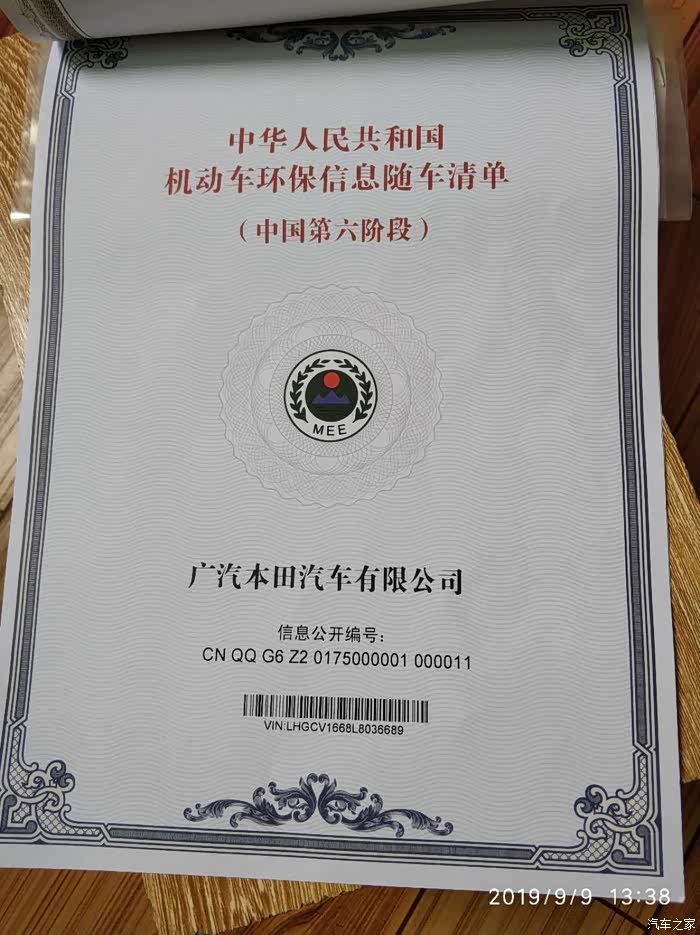 中华人民共和国
机动车环保信息随车清单
（中国第六阶段）
MEE
广汽本田汽车有限公司
信息公开编号：
CN QQ G6 Z2 0175000001 000011
VIN:LHGCV1668L8036689
2019/9/9 13:38
汽车之家